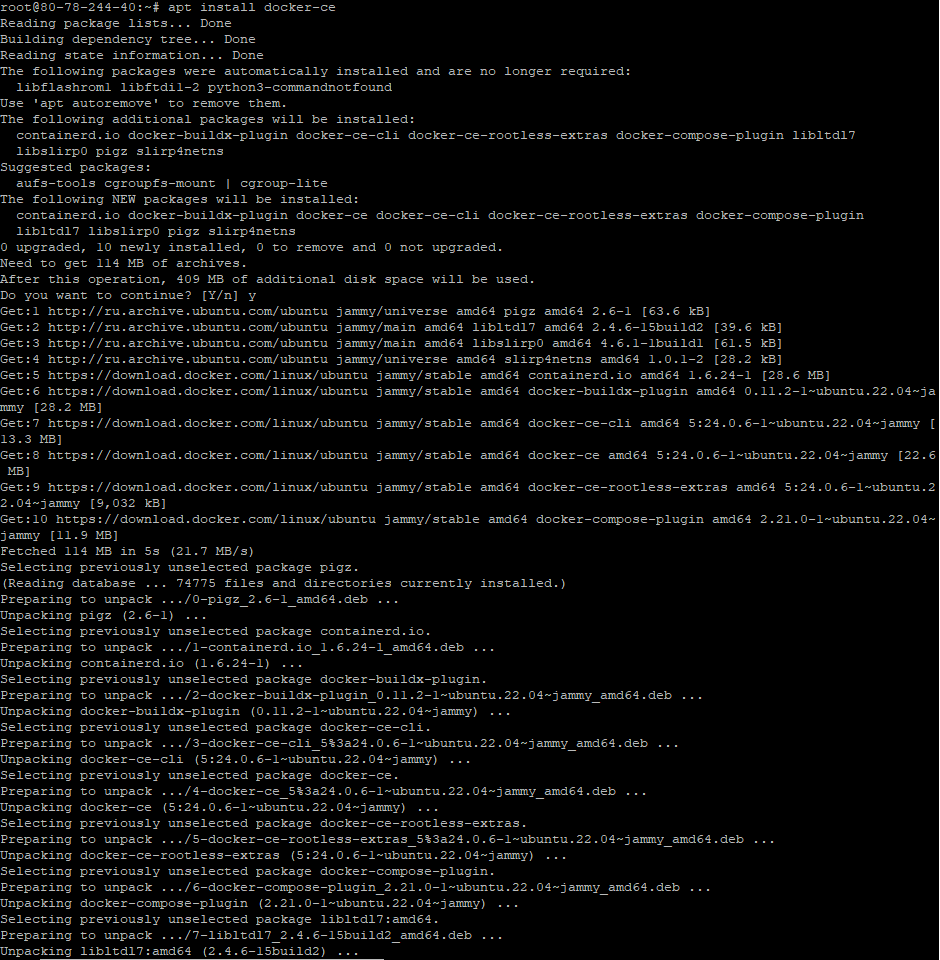 root@80-78-244-40:~# apt install docker-ce
Reading package lists... Done
Building dependency tree... Done
Reading state information... Done
The following packages were automatically installed and are no longer required:
  libflashrom1 libftdi1-2 python3-commandnotfound
Use 'apt autoremove' to remove them.
The following additional packages will be installed:
  containerd.io docker-buildx-plugin docker-ce-cli docker-ce-rootless-extras docker-compose-plugin libltdl7
  libslirp0 pigz slirp4netns
Suggested packages:
  aufs-tools cgroupfs-mount | cgroup-lite
The following NEW packages will be installed:
  containerd.io docker-buildx-plugin docker-ce docker-ce-cli docker-ce-rootless-extras docker-compose-plugin
  libltdl7 libslirp0 pigz slirp4netns
0 upgraded, 10 newly installed, 0 to remove and 0 not upgraded.
Need to get 114 MB of archives.
After this operation, 409 MB of additional disk space will be used.
Do you want to continue? [Y/n] y
Get:1 http://ru.archive.ubuntu.com/ubuntu jammy/universe amd64 pigz amd64 2.6-1 [63.6 kB]
Get:2 http://ru.archive.ubuntu.com/ubuntu jammy/main amd64 libltdl7 amd64 2.4.6-15build2 [39.6 kB]
Get:3 http://ru.archive.ubuntu.com/ubuntu jammy/main amd64 libslirp0 amd64 4.6.1-1build1 [61.5 kB]
Get:4 http://ru.archive.ubuntu.com/ubuntu jammy/universe amd64 slirp4netns amd64 1.0.1-2 [28.2 kB]
Get:5 https://download.docker.com/linux/ubuntu jammy/stable amd64 containerd.io amd64 1.6.24-1 [28.6 MB]
Get:6 https://download.docker.com/linux/ubuntu jammy/stable amd64 docker-buildx-plugin amd64 0.11.2-1~ubuntu.22.04~ja
mmy [28.2 MB]
Get:7 https://download.docker.com/linux/ubuntu jammy/stable amd64 docker-ce-cli amd64 5:24.0.6-1~ubuntu.22.04~jammy [
13.3 MB]
Get:8 https://download.docker.com/linux/ubuntu jammy/stable amd64 docker-ce amd64 5:24.0.6-1~ubuntu.22.04~jammy [22.6
 MB]
Get:9 https://download.docker.com/linux/ubuntu jammy/stable amd64 docker-ce-rootless-extras amd64 5:24.0.6-1~ubuntu.2
2.04~jammy [9,032 kB]
Get:10 https://download.docker.com/linux/ubuntu jammy/stable amd64 docker-compose-plugin amd64 2.21.0-1~ubuntu.22.04~
jammy [11.9 MB]
Fetched 114 MB in 5s (21.7 MB/s)
Selecting previously unselected package pigz.
(Reading database ... 74775 files and directories currently installed.)
Preparing to unpack .../0-pigz_2.6-1_amd64.deb ...
Unpacking pigz (2.6-1) ...
Selecting previously unselected package containerd.io.
Preparing to unpack .../1-containerd.io_1.6.24-1_amd64.deb ...
Unpacking containerd.io (1.6.24-1) ...
Selecting previously unselected package docker-buildx-plugin.
Preparing to unpack .../2-docker-buildx-plugin_0.11.2-1~ubuntu.22.04~jammy_amd64.deb ...
Unpacking docker-buildx-plugin (0.11.2-1~ubuntu.22.04~jammy) ...
Selecting previously unselected package docker-ce-cli.
Preparing to unpack .../3-docker-ce-cli_5%3a24.0.6-1~ubuntu.22.04~jammy_amd64.deb ...
Unpacking docker-ce-cli (5:24.0.6-1~ubuntu.22.04~jammy) ...
Selecting previously unselected package docker-ce.
Preparing to unpack .../4-docker-ce_5%3a24.0.6-1~ubuntu.22.04~jammy_amd64.deb ...
Unpacking docker-ce (5:24.0.6-1~ubuntu.22.04~jammy) ...
Selecting previously unselected package docker-ce-rootless-extras.
Preparing to unpack .../5-docker-ce-rootless-extras_5%3a24.0.6-1~ubuntu.22.04~jammy_amd64.deb ...
Unpacking docker-ce-rootless-extras (5:24.0.6-1~ubuntu.22.04~jammy) ...
Selecting previously unselected package docker-compose-plugin.
Preparing to unpack .../6-docker-compose-plugin_2.21.0-1~ubuntu.22.04~jammy_amd64.deb ...
Unpacking docker-compose-plugin (2.21.0-1~ubuntu.22.04~jammy) ...
Selecting previously unselected package libltdl7:amd64.
Preparing to unpack .../7-libltdl7_2.4.6-15build2_amd64.deb ...
Unpacking libltdl7:amd64 (2.4.6-15build2) ...